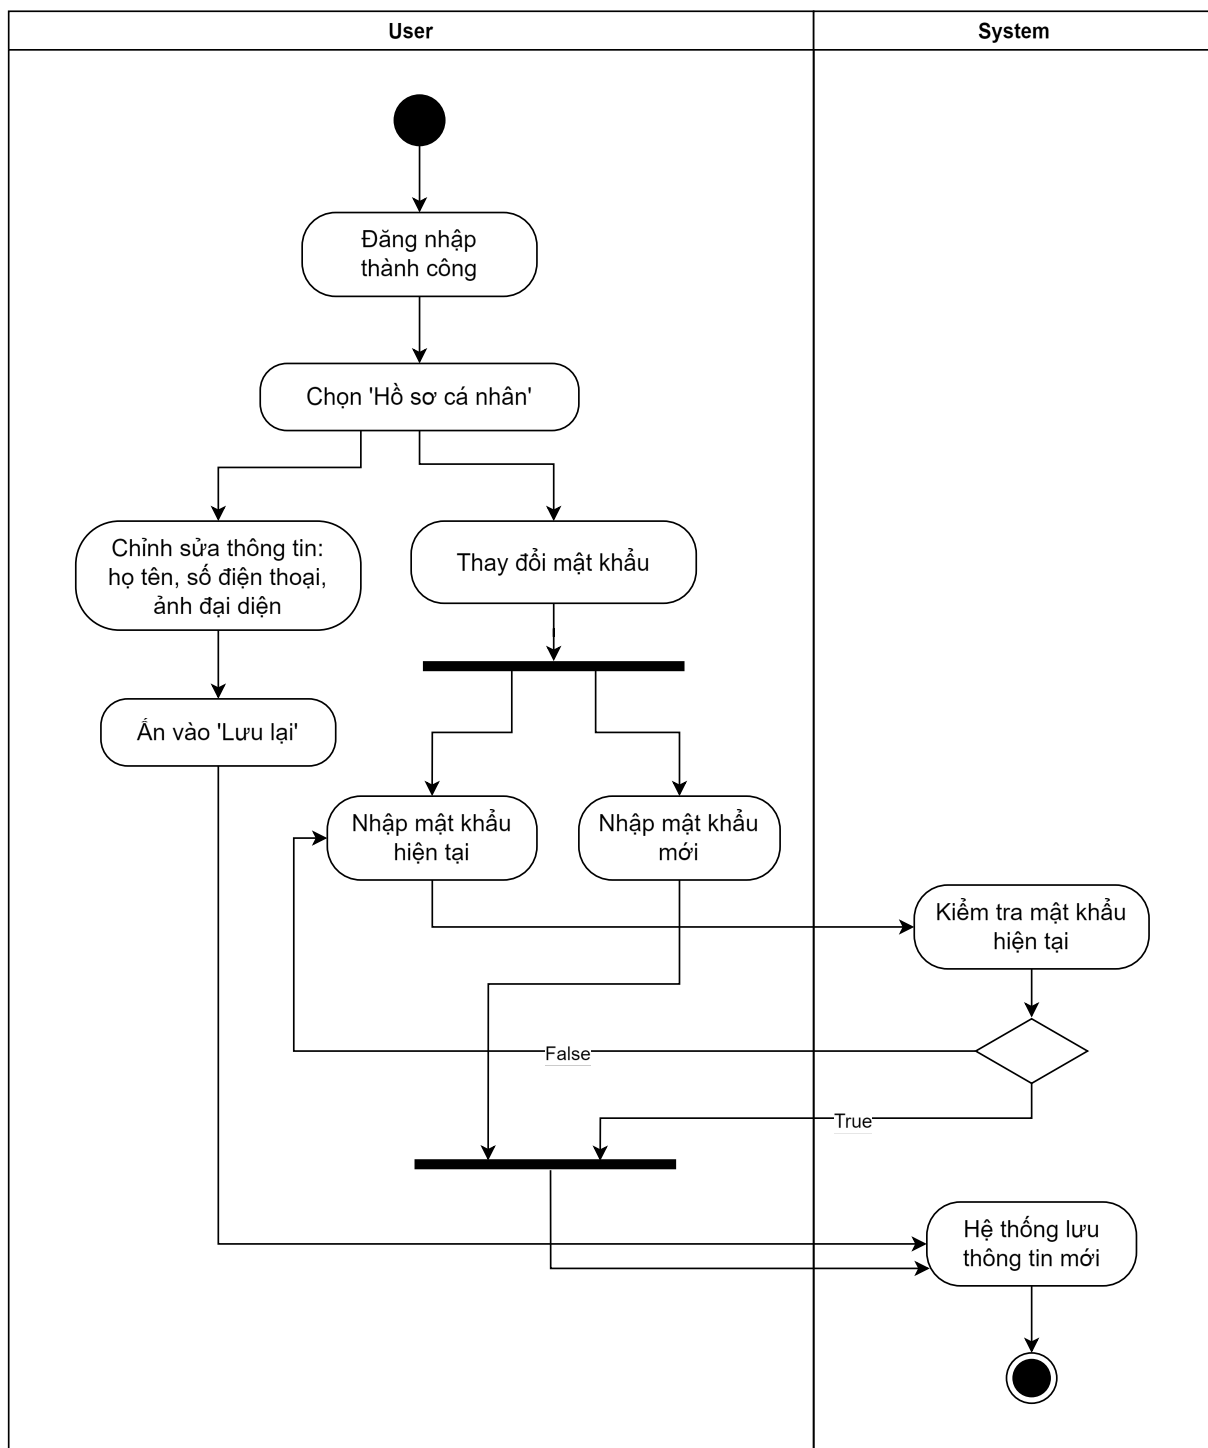 User
System
Đăng nhập
thành công
Chọn 'Hồ sơ cá nhân'
Chỉnh sửa thông tin:
họ tên, số điện thoại,
ảnh đại diện
Thay đổi mật khẩu
Ấn vào 'Lưu lại'
Nhập mật khẩu
hiện tại
Nhập mật khẩu
mới
Kiểm tra mật khẩu
hiện tại
False
True
Hệ thống lưu
thông tin mới